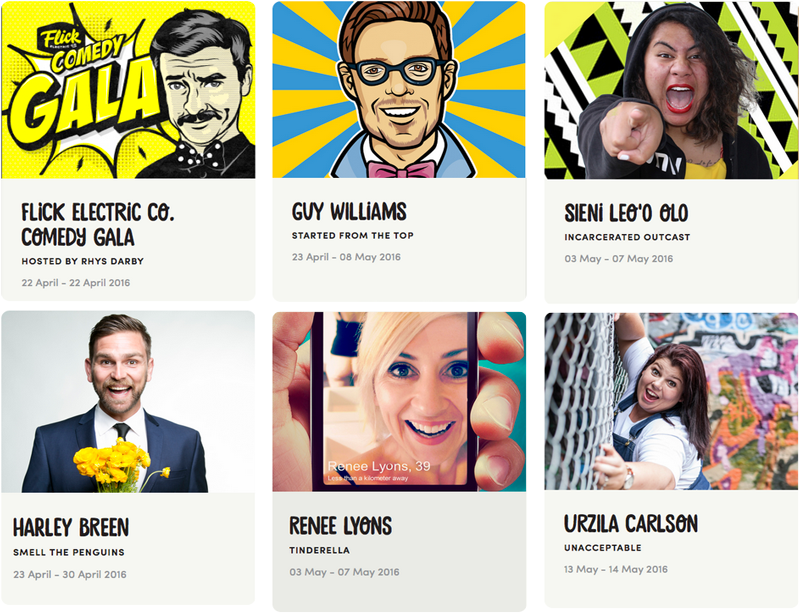 Flick
ELECTRIC CO.
COMEDY
GALA
FLICK ELECTRIC CO.
COMEDY GALA
HOSTED BY RHYS DARBY
22 April - 22 April 2016
GUY WILLIAMS
STARTED FROM THE TOP
23 April - 08 May 2016
SIENI LEO'O OLO
INCARCERATED OUTCAST
03 May - 07 May 2016
HARLEY BREEN
SMELL THE PENGUINS
23 April - 30 April 2016
Renee Lyons, 39
Less than a kilometer away
RENEE LYONS
TINDERELLA
03 May - 07 May 2016
URZILA CARLSON
UNACCEPTABLE
13 May - 14 May 2016